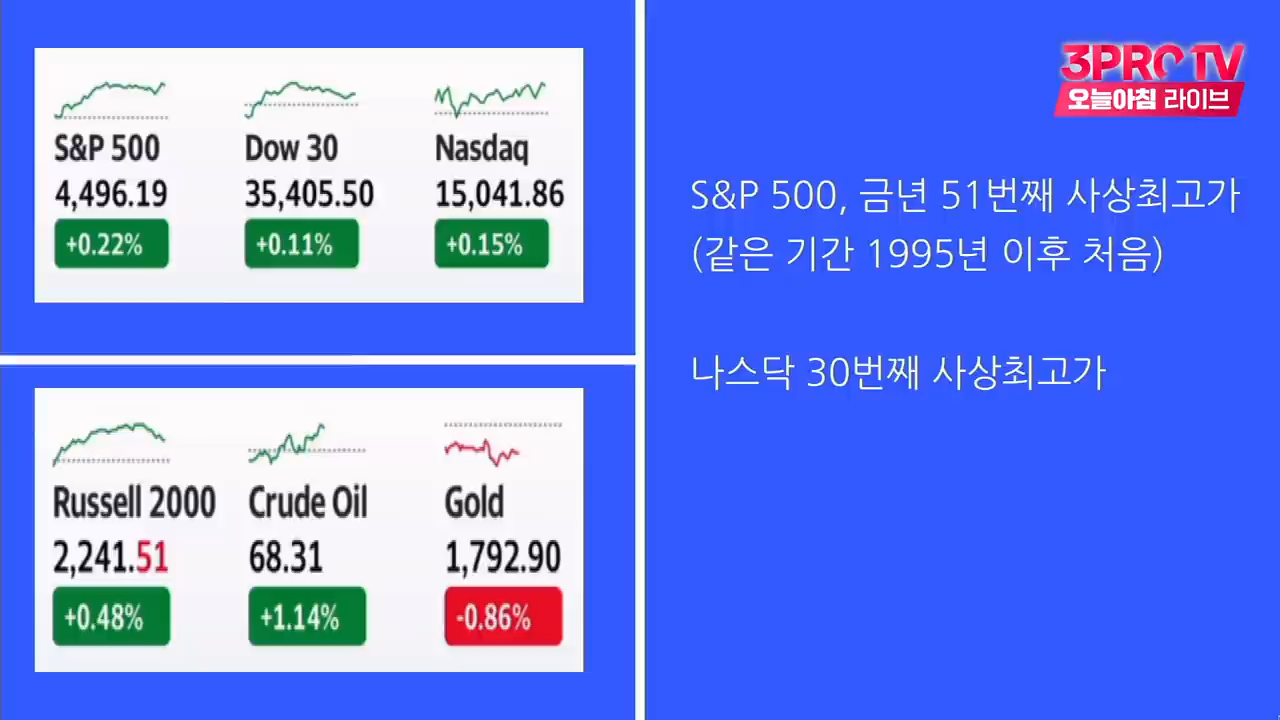 3PRO TV
오늘아침 라이브
S&P 500 Dow 30 Nasdaq
4,496.19 35,405.50 15,041.86
+0.22% +0.11% +0.15%
S&P 500, 금년 51번째 사상최고가
(같은 기간 1995년 이후 처음)
나스닥 30번째 사상최고가
Russell 2000 Crude Oil Gold
2,241.51 68.31 1,792.90
+0.48% +1.14% -0.86%